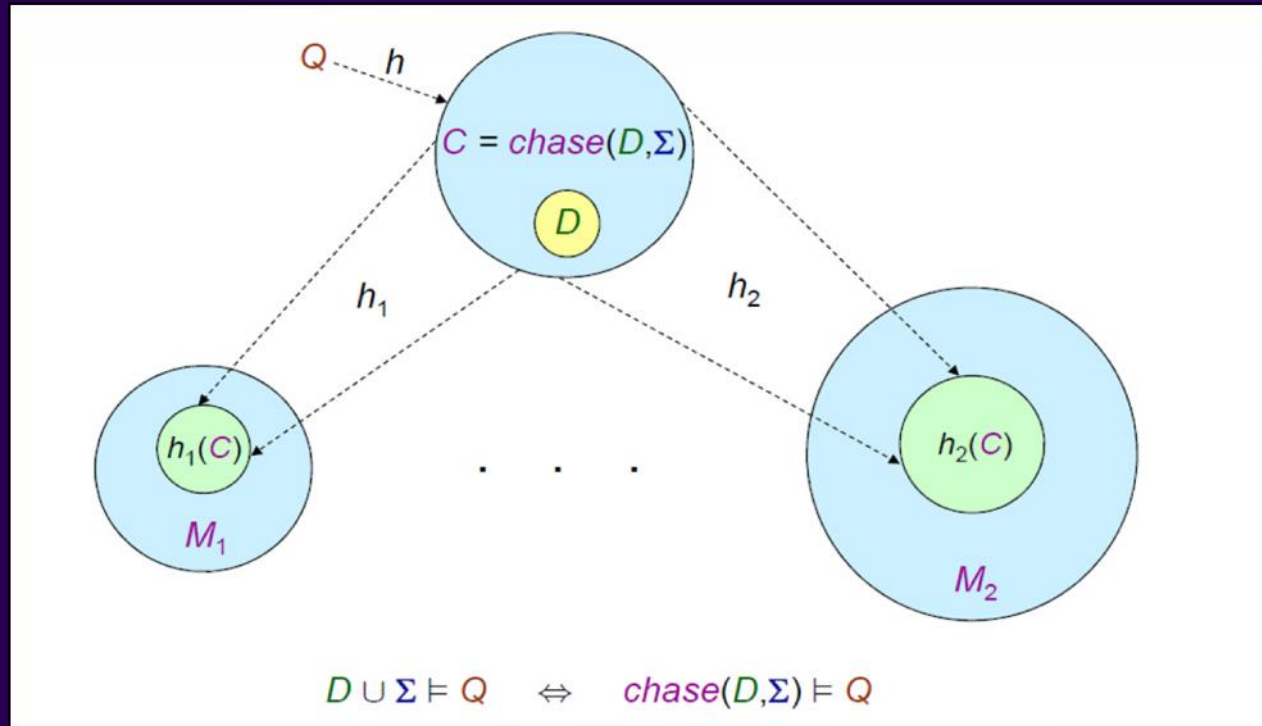 Q h
C = chase(D,Σ)
D
h₁ h₂
h₁(C) h₂(C)
. . .
M₁
M₂
D ∪ Σ ⊨ Q ⇔ chase(D,Σ) ⊨ Q